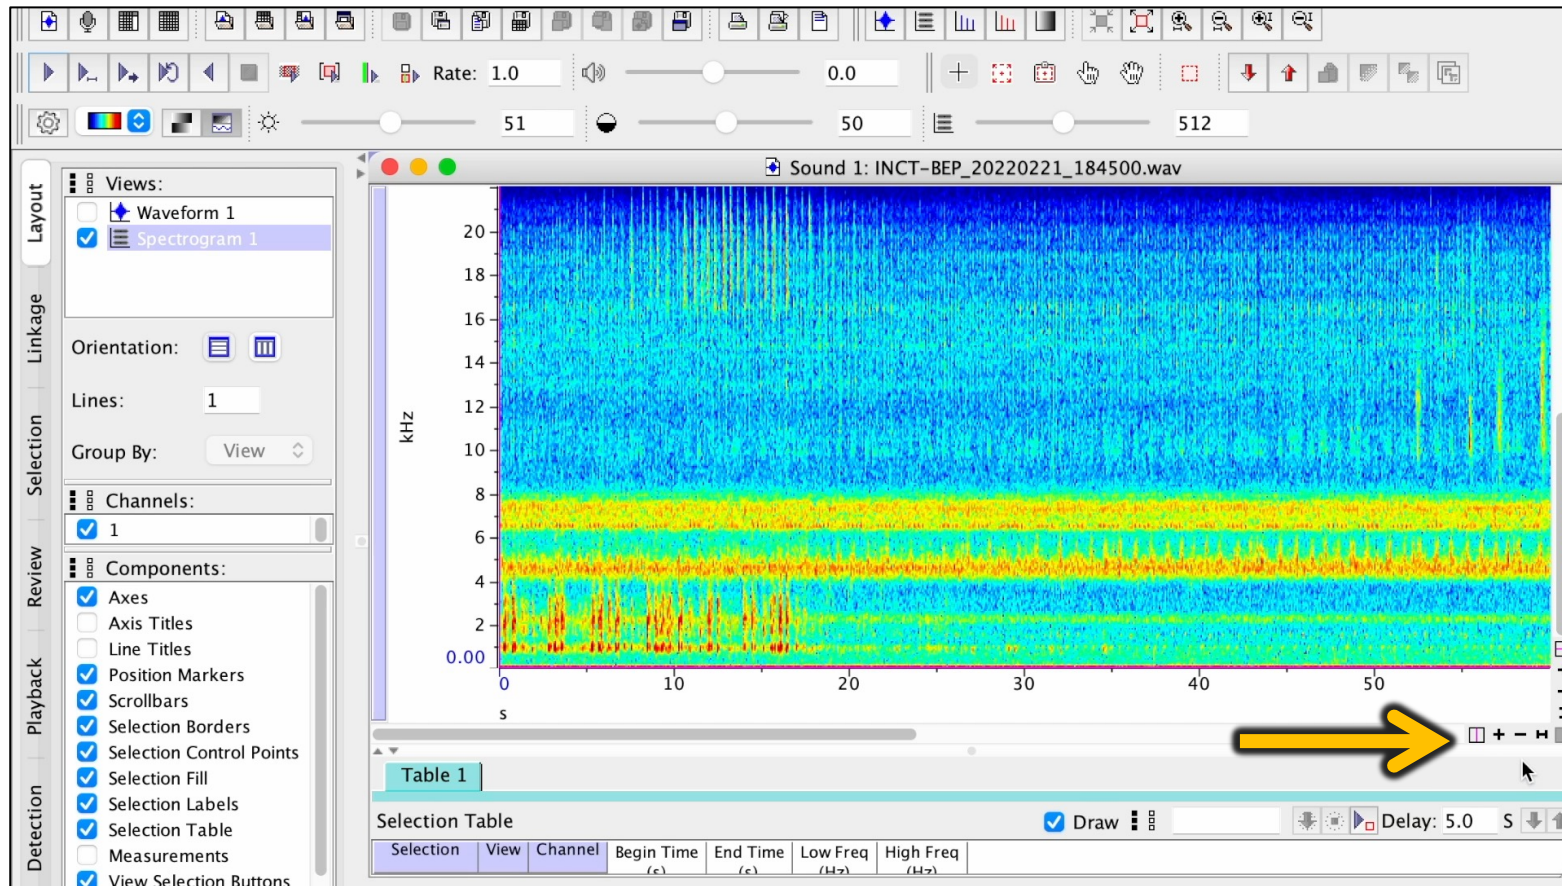 Rate: 1.0
0.0
51
50
512
Layout
Linkage
Selection
Review
Playback
Detection
Views:
Waveform 1
Spectrogram 1
Orientation:
Lines: 1
Group By: View
Channels:
1
Components:
Axes
Axis Titles
Line Titles
Position Markers
Scrollbars
Selection Borders
Selection Control Points
Selection Fill
Selection Labels
Selection Table
Measurements
View Selection Buttons
Sound 1: INCT-BEP_20220221_184500.wav
kHz
20
18
16
14
12
10
8
6
4
2
0.00
0 10 20 30 40 50
s
Table 1
Selection Table
Draw
Delay: 5.0 S
Selection View Channel Begin Time (s) End Time (s) Low Freq (Hz) High Freq (Hz)